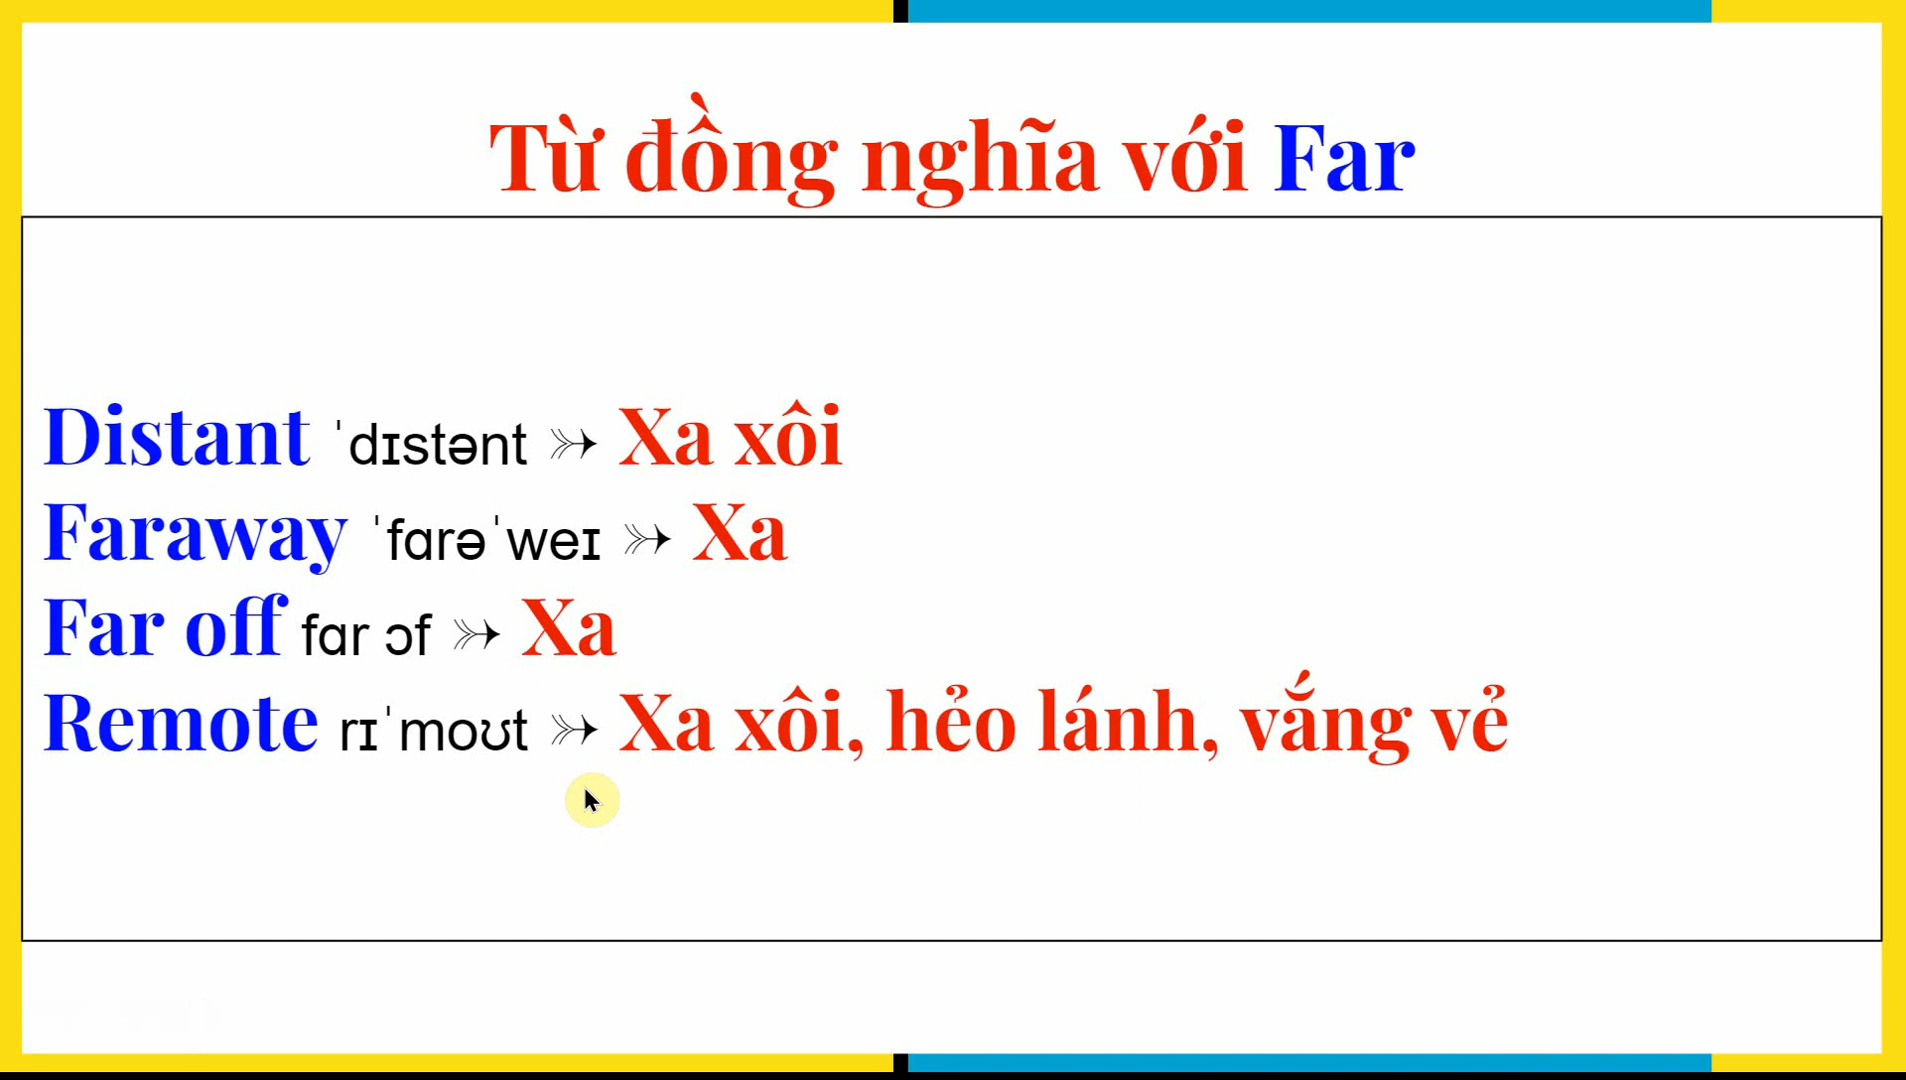 Từ đồng nghĩa với Far
Distant ˈdɪstənt ➳ Xa xôi
Faraway ˈfɑrəˈweɪ ➳ Xa
Far off fɑr ɔf ➳ Xa
Remote rɪˈmoʊt ➳ Xa xôi, hẻo lánh, vắng vẻ